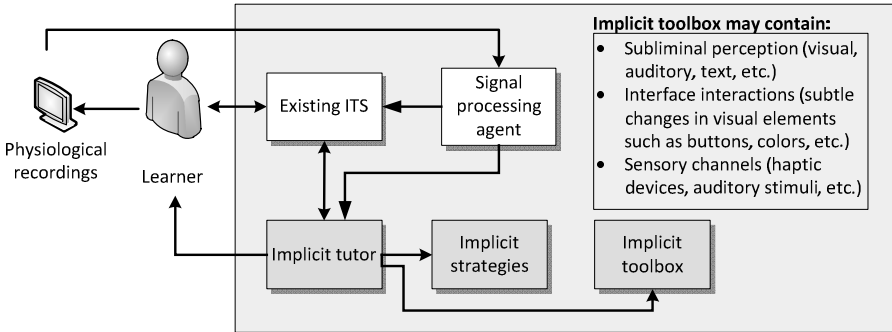 Implicit toolbox may contain:
• Subliminal perception (visual,
auditory, text, etc.)
• Interface interactions (subtle
changes in visual elements
such as buttons, colors, etc.)
• Sensory channels (haptic
devices, auditory stimuli, etc.)
Existing ITS
Signal
processing
agent
Physiological
recordings
Learner
Implicit tutor
Implicit
strategies
Implicit
toolbox